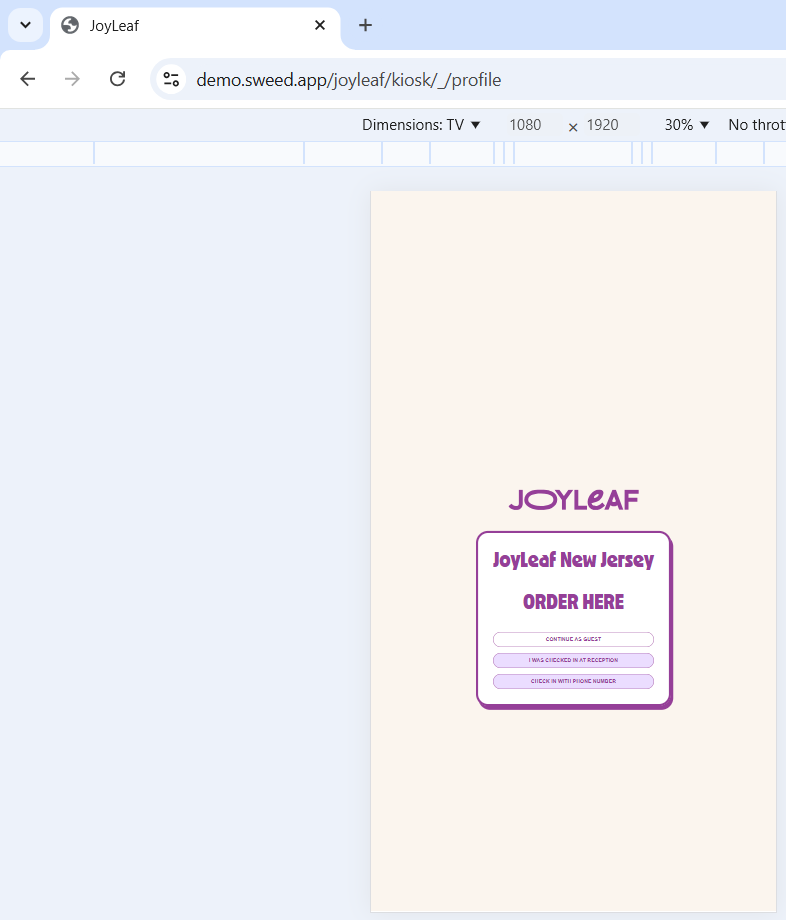 JoyLeaf
demo.sweed.app/joyleaf/kiosk/_/profile
Dimensions: TV 1080 × 1920 30% No thrott
JOYLeAF
JoyLeaf New Jersey
ORDER HERE
CONTINUE AS GUEST
I WAS CHECKED IN AT RECEPTION
CHECK IN WITH PHONE NUMBER